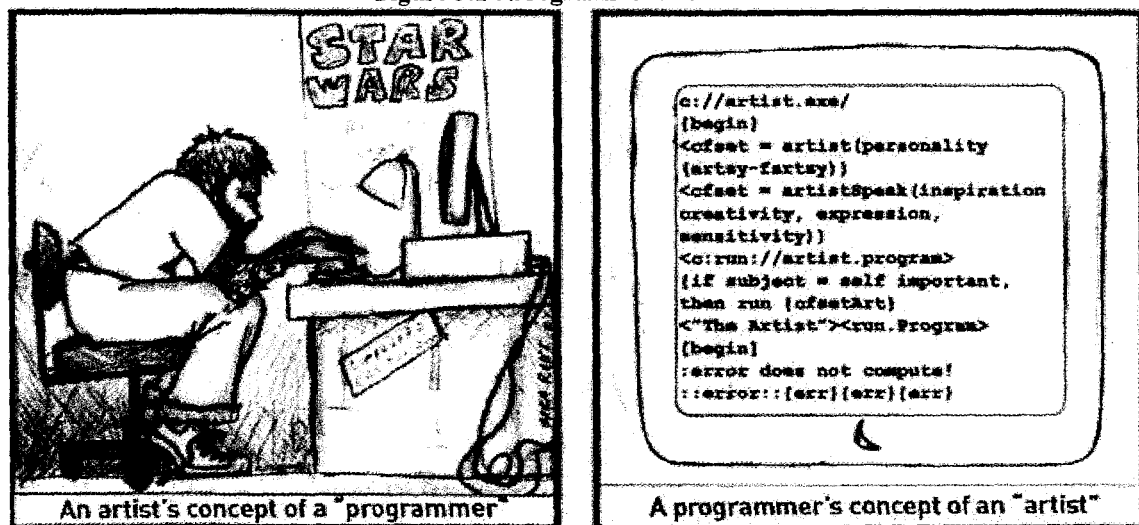 STAR
WARS
An artist's concept of a "programmer"
c://artist.exe/
{begin}
<cfset = artist{personality
{artsy-fartsy}}
<cfset = artistSpeak{inspiration
creativity, expression,
sensitivity}}
<c:run://artist.program>
{if subject = self important,
then run {cfsetArt}
<"The Artist"><run.Program>
[begin]
:error does not compute!
::error::{err}{err}{err}
A programmer's concept of an "artist"